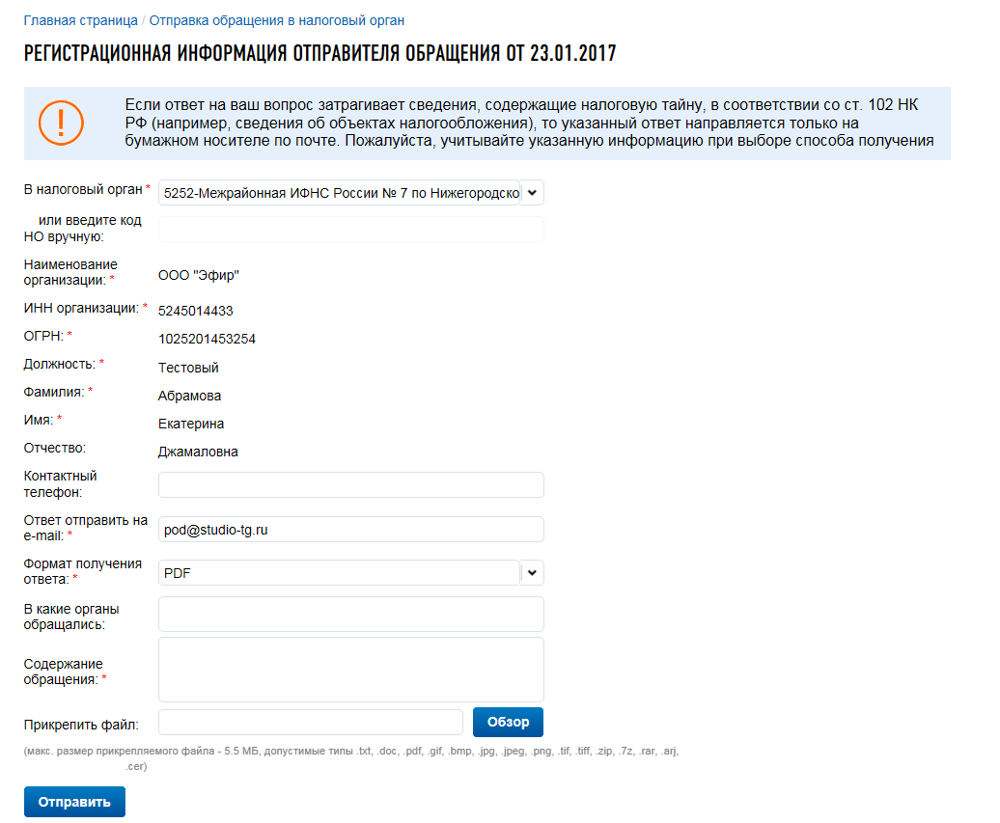 Главная страница / Отправка обращения в налоговый орган
РЕГИСТРАЦИОННАЯ ИНФОРМАЦИЯ ОТПРАВИТЕЛЯ ОБРАЩЕНИЯ ОТ 23.01.2017
Если ответ на ваш вопрос затрагивает сведения, содержащие налоговую тайну, в соответствии со ст. 102 НК
РФ (например, сведения об объектах налогообложения), то указанный ответ направляется только на
бумажном носителе по почте. Пожалуйста, учитывайте указанную информацию при выборе способа получения
В налоговый орган * 5252-Межрайонная ИФНС России № 7 по Нижегородско
или введите код
НО вручную:
Наименование
организации: * ООО "Эфир"
ИНН организации: * 5245014433
ОГРН: * 1025201453254
Должность: * Тестовый
Фамилия: * Абрамова
Имя: * Екатерина
Отчество: Джамаловна
Контактный
телефон:
Ответ отправить на
e-mail: * pod@studio-tg.ru
Формат получения
ответа: * PDF
В какие органы
обращались:
Содержание
обращения: *
Прикрепить файл: Обзор
(макс. размер прикрепляемого файла - 5.5 МБ, допустимые типы .txt, .doc, .pdf, .gif, .bmp, .jpg, .jpeg, .png, .tif, .tiff, .zip, .7z, .rar, .arj,
.cer)
Отправить